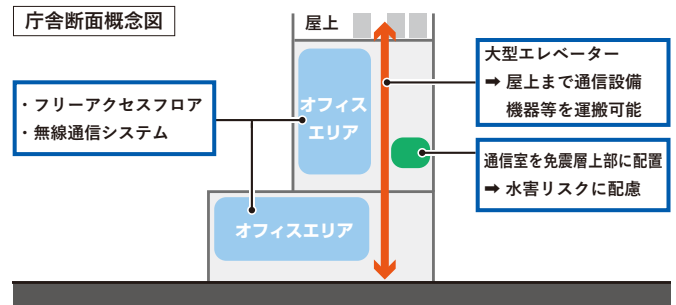 庁舎断面概念図
屋上
大型エレベーター
➡ 屋上まで通信設備
機器等を運搬可能
・フリーアクセスフロア
・無線通信システム
オフィス
エリア
通信室を免震層上部に配置
➡ 水害リスクに配慮
オフィスエリア